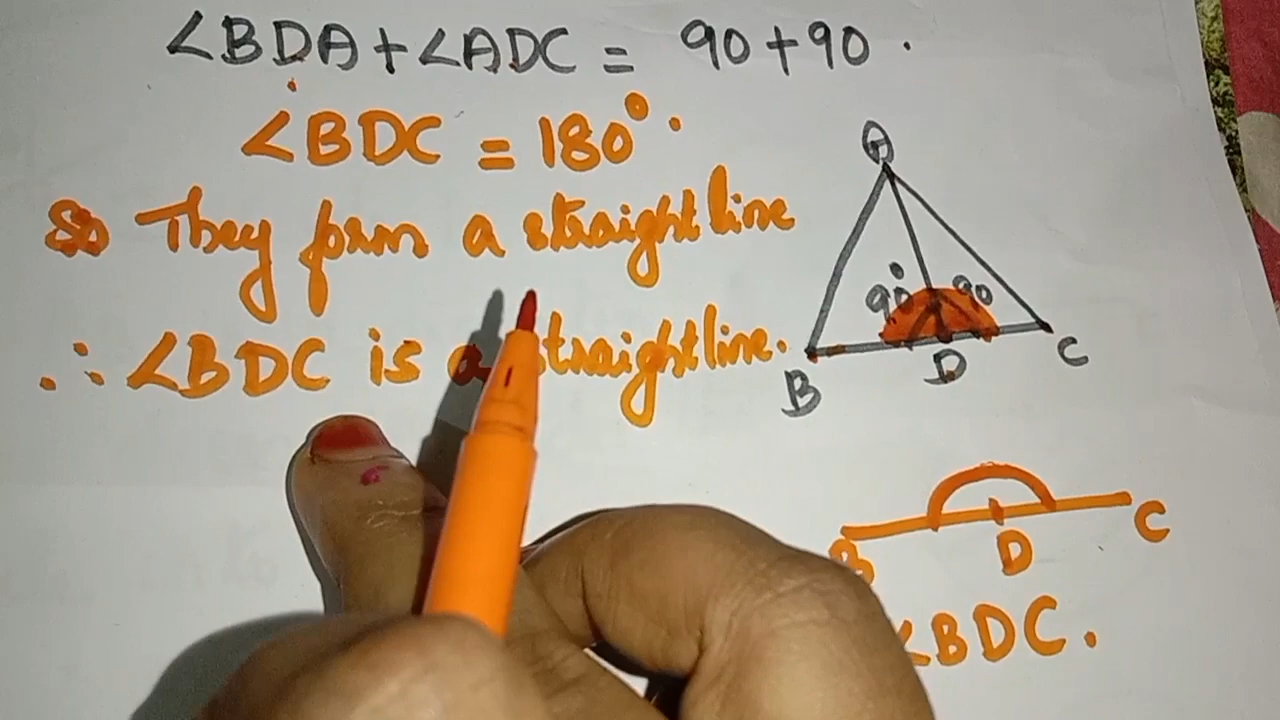 ∠BDA + ∠ADC = 90 + 90.
∠BDC = 180°.
So They form a straight line
∴ ∠BDC is a straight line.
A
90° 90
B D C
B D C
∠BDC.